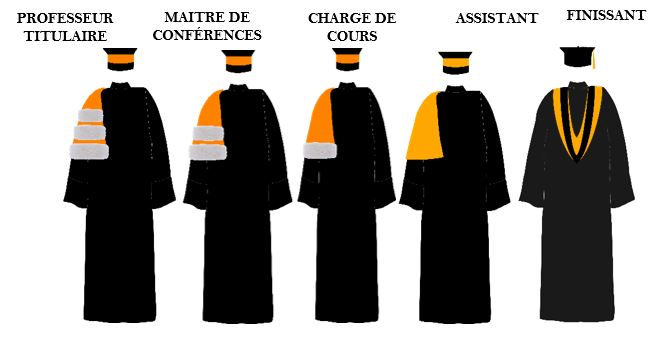 PROFESSEUR
TITULAIRE
MAITRE DE
CONFÉRENCES
CHARGE DE
COURS
ASSISTANT
FINISSANT